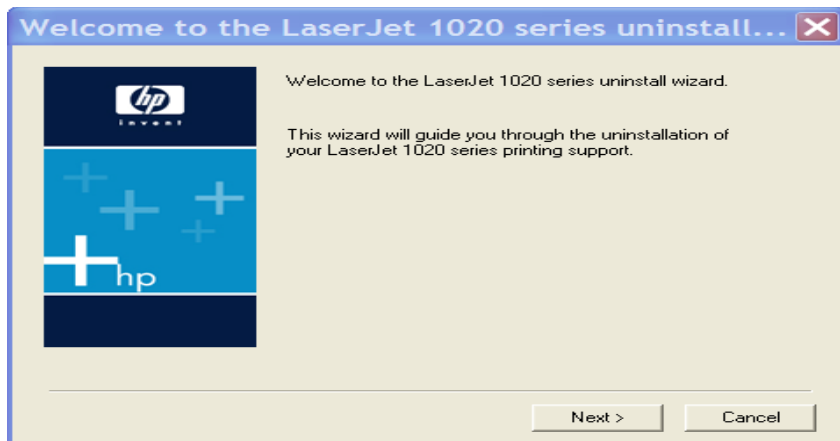 Welcome to the LaserJet 1020 series uninstall...
hp
invent
Welcome to the LaserJet 1020 series uninstall wizard.
This wizard will guide you through the uninstallation of
your LaserJet 1020 series printing support.
hp
Next >
Cancel